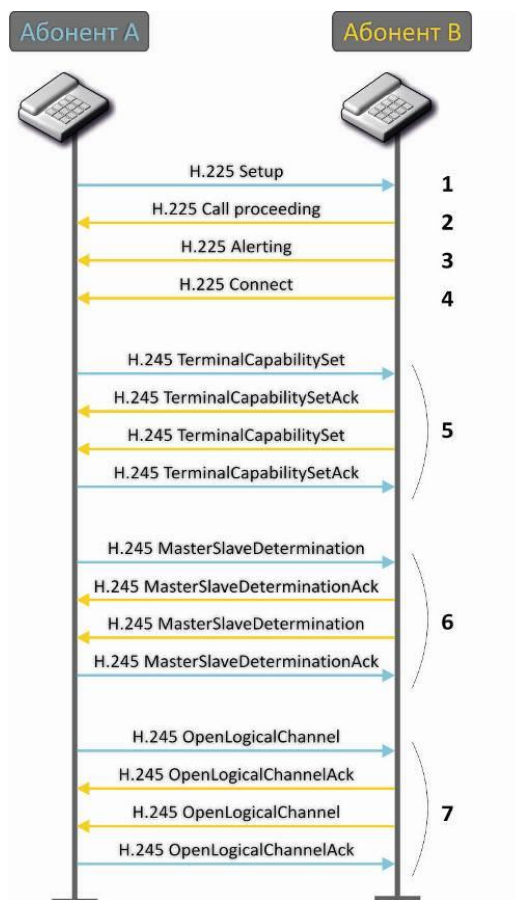 Абонент А
Абонент B
H.225 Setup
1
H.225 Call proceeding
2
H.225 Alerting
3
H.225 Connect
4
H.245 TerminalCapabilitySet
H.245 TerminalCapabilitySetAck
5
H.245 TerminalCapabilitySet
H.245 TerminalCapabilitySetAck
H.245 MasterSlaveDetermination
H.245 MasterSlaveDeterminationAck
6
H.245 MasterSlaveDetermination
H.245 MasterSlaveDeterminationAck
H.245 OpenLogicalChannel
H.245 OpenLogicalChannelAck
7
H.245 OpenLogicalChannel
H.245 OpenLogicalChannelAck